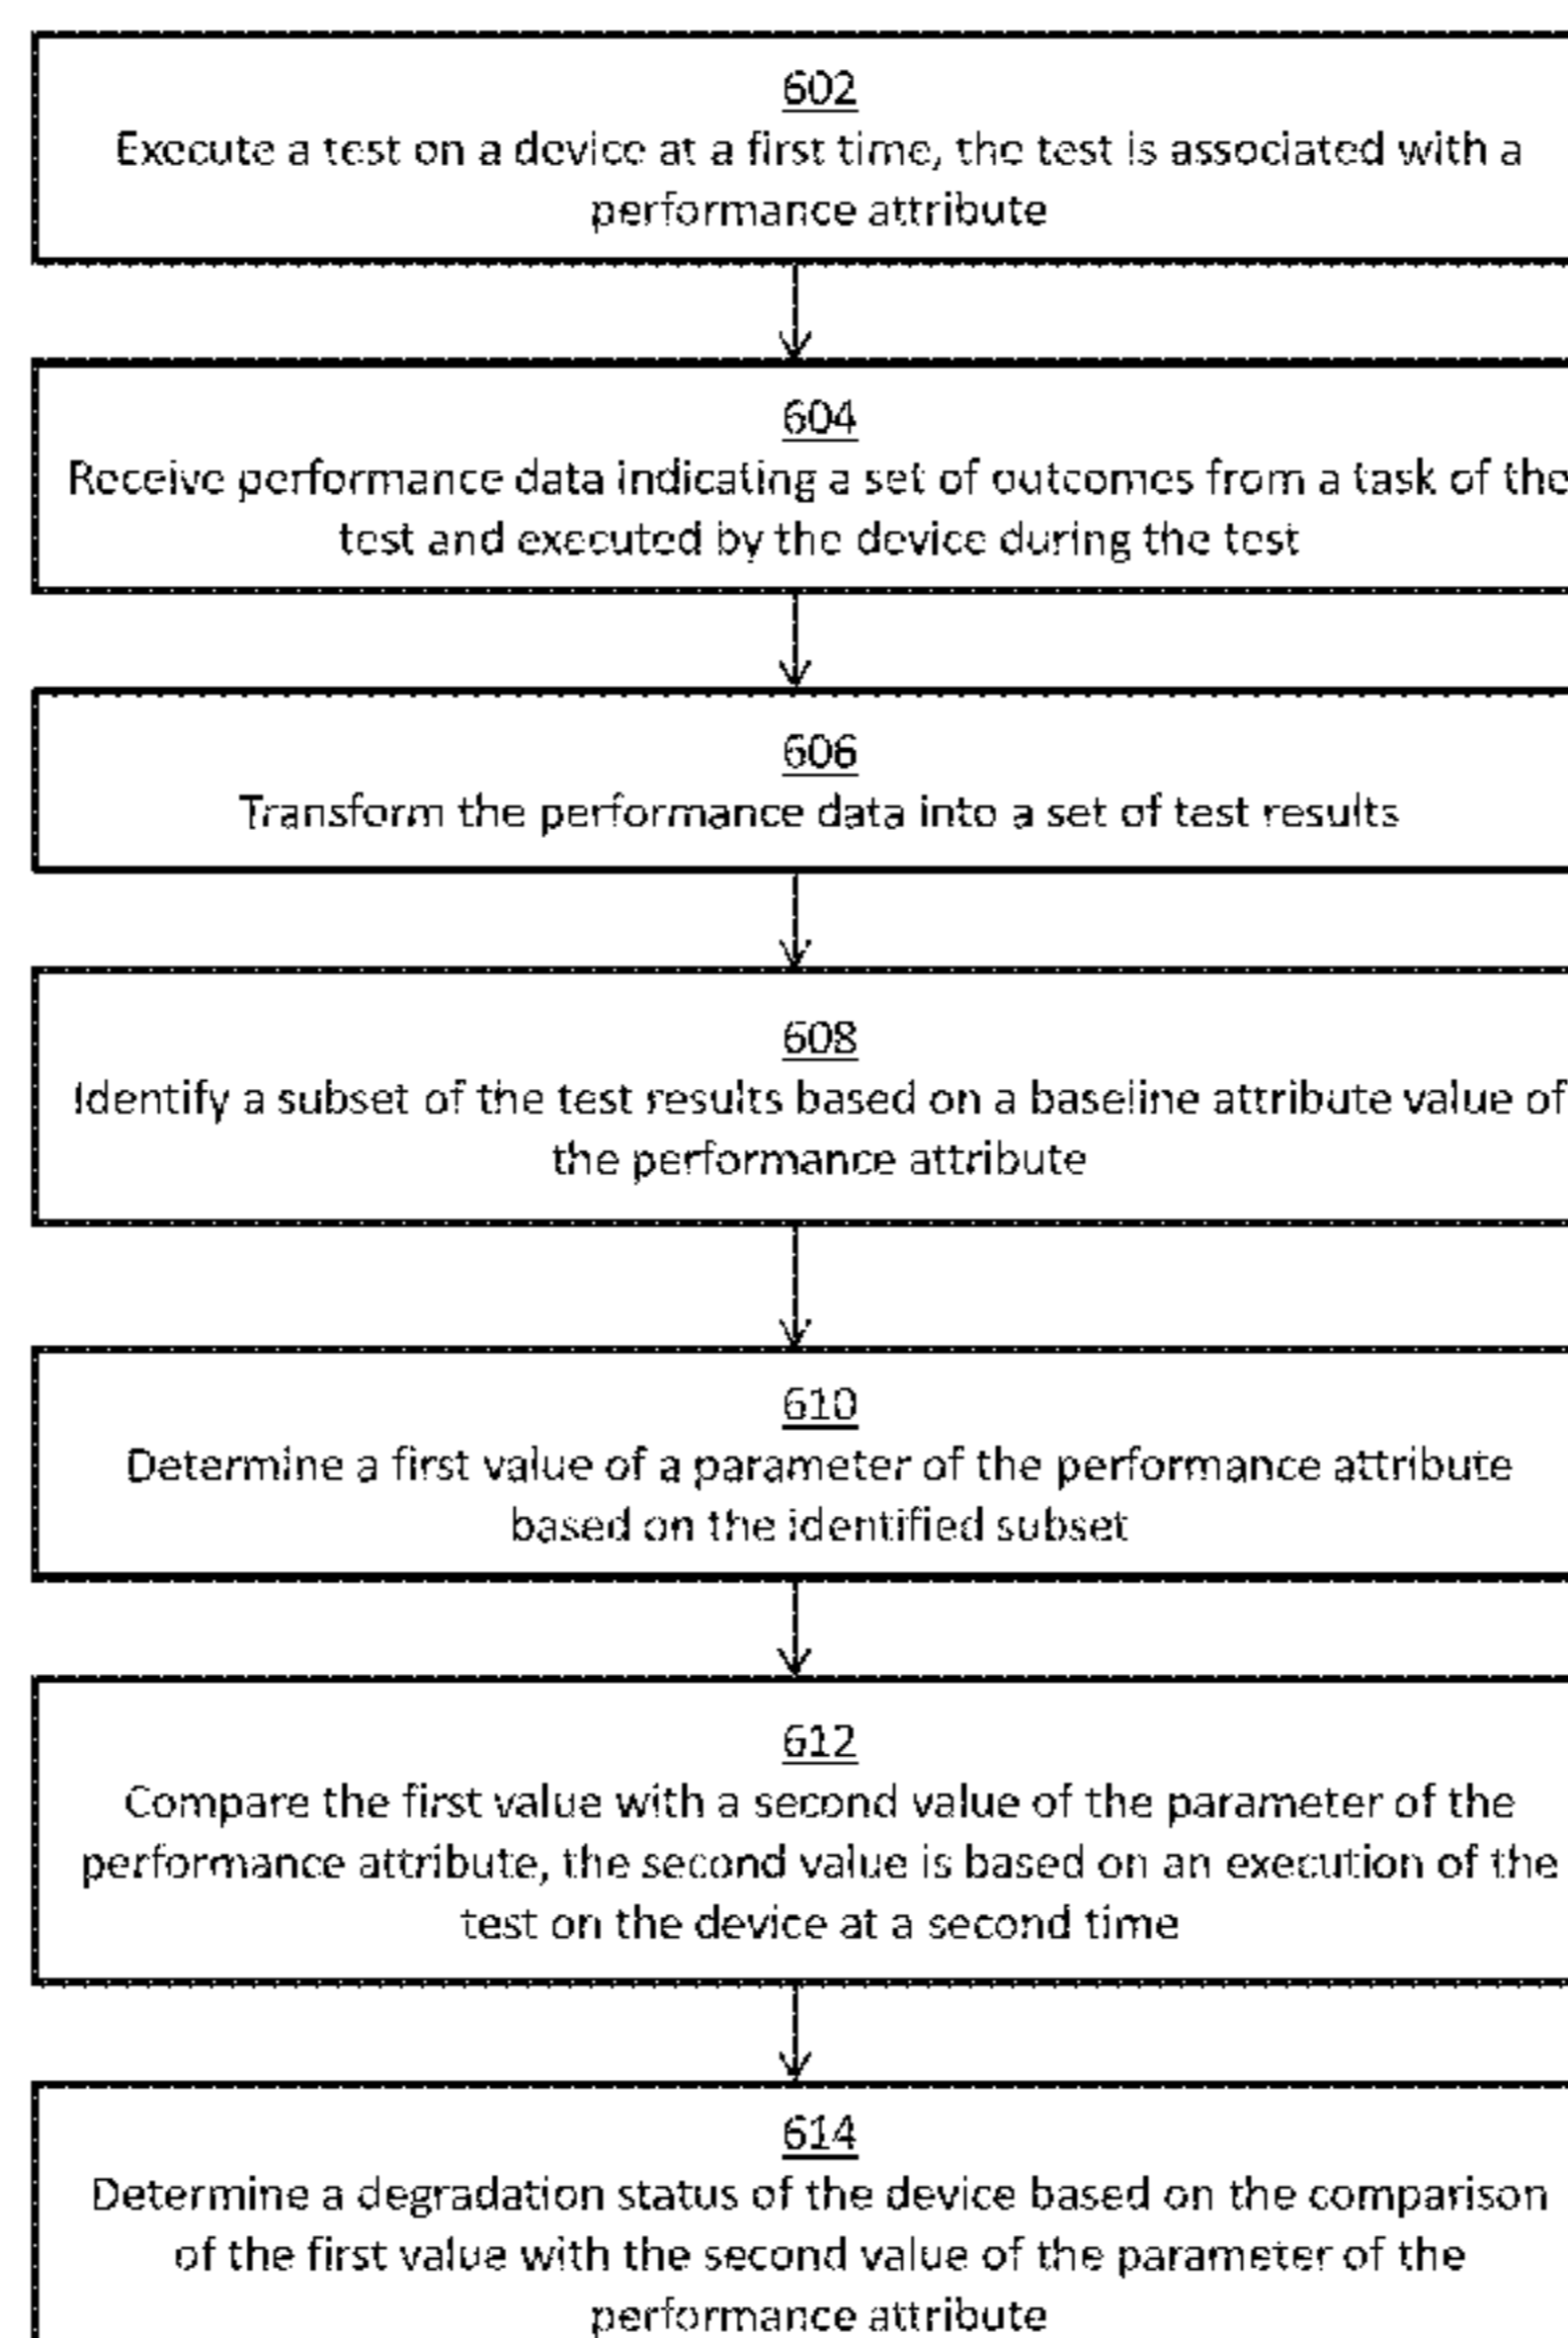 602
Execute a test on a device at a first time, the test is associated with a
performance attribute
604
Receive performance data indicating a set of outcomes from a task of the
test and executed by the device during the test
606
Transform the performance data into a set of test results
608
Identify a subset of the test results based on a baseline attribute value of
the performance attribute
610
Determine a first value of a parameter of the performance attribute
based on the identified subset
612
Compare the first value with a second value of the parameter of the
performance attribute, the second value is based on an execution of the
test on the device at a second time
614
Determine a degradation status of the device based on the comparison
of the first value with the second value of the parameter of the
performance attribute